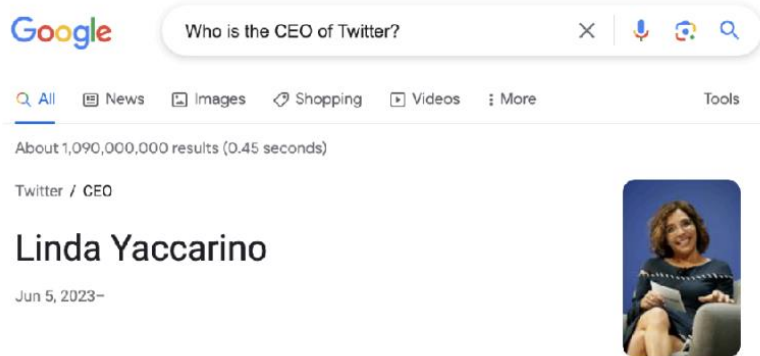 Google Who is the CEO of Twitter?
All News Images Shopping Videos More Tools
About 1,090,000,000 results (0.45 seconds)
Twitter / CEO
Linda Yaccarino
Jun 5, 2023–